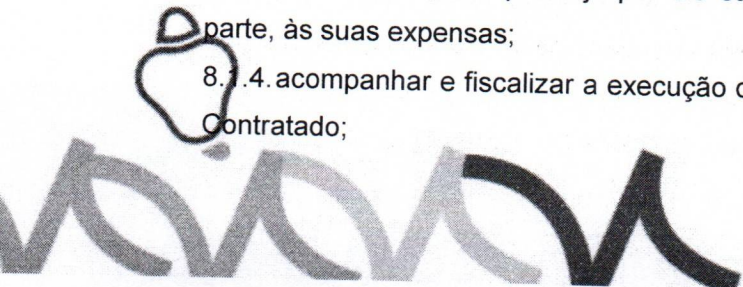 parte, às suas expensas;
8.1.4. acompanhar e fiscalizar a execução
Contratado;